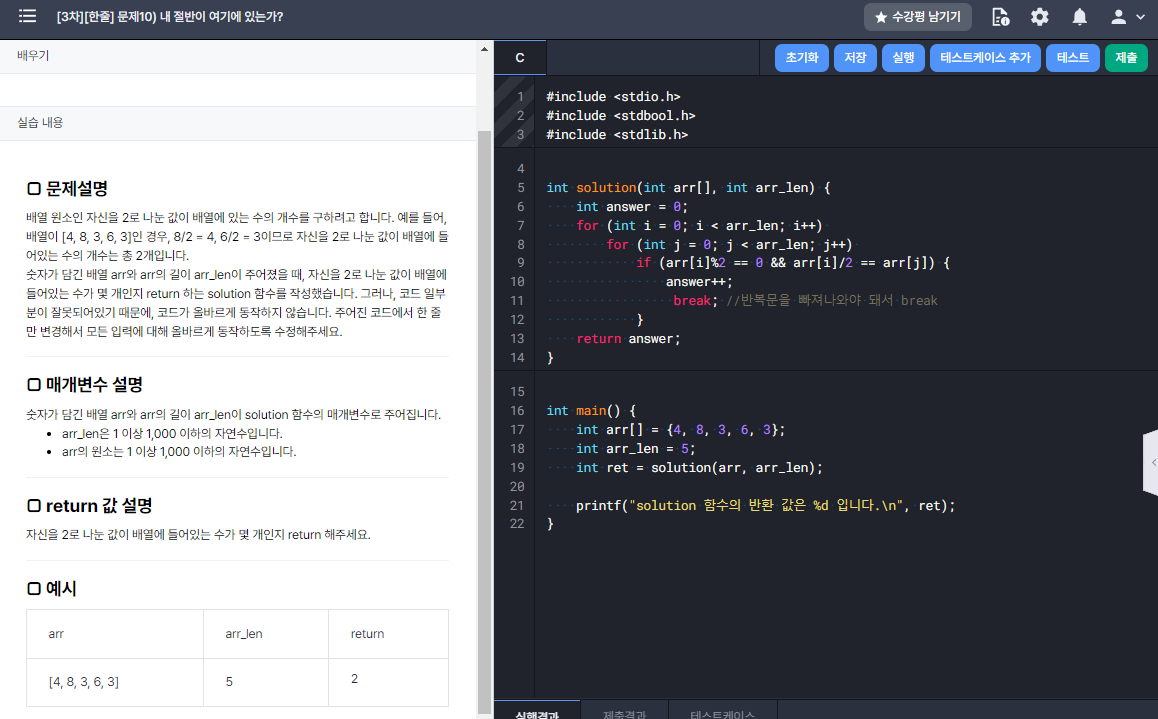 [3차][한줄] 문제10) 내 절반이 여기에 있는가?
★ 수강평 남기기
배우기
실습 내용
문제설명
배열 원소인 자신을 2로 나눈 값이 배열에 있는 수의 개수를 구하려고 합니다. 예를 들어,
배열이 [4, 8, 3, 6, 3]인 경우, 8/2 = 4, 6/2 = 3이므로 자신을 2로 나눈 값이 배열에 들
어있는 수의 개수는 총 2개입니다.
숫자가 담긴 배열 arr와 arr의 길이 arr_len이 주어졌을 때, 자신을 2로 나눈 값이 배열에
들어있는 수가 몇 개인지 return 하는 solution 함수를 작성했습니다. 그러나, 코드 일부
분이 잘못되어있기 때문에, 코드가 올바르게 동작하지 않습니다. 주어진 코드에서 한 줄
만 변경해서 모든 입력에 대해 올바르게 동작하도록 수정해주세요.
매개변수 설명
숫자가 담긴 배열 arr와 arr의 길이 arr_len이 solution 함수의 매개변수로 주어집니다.
• arr_len은 1 이상 1,000 이하의 자연수입니다.
• arr의 원소는 1 이상 1,000 이하의 자연수입니다.
return 값 설명
자신을 2로 나눈 값이 배열에 들어있는 수가 몇 개인지 return 해주세요.
예시
arr arr_len return
[4, 8, 3, 6, 3] 5 2
C
초기화 저장 실행 테스트케이스 추가 테스트 제출
1 #include <stdio.h>
2 #include <stdbool.h>
3 #include <stdlib.h>
4
5 int solution(int arr[], int arr_len) {
6     int answer = 0;
7     for (int i = 0; i < arr_len; i++)
8         for (int j = 0; j < arr_len; j++)
9             if (arr[i]%2 == 0 && arr[i]/2 == arr[j]) {
10                 answer++;
11                  break; //반복문을 빠져나와야 돼서 break
12             }
13     return answer;
14 }
15
16 int main() {
17     int arr[] = {4, 8, 3, 6, 3};
18     int arr_len = 5;
19     int ret = solution(arr, arr_len);
20
21     printf("solution 함수의 반환 값은 %d 입니다.\n", ret);
22 }
실행결과 제출결과 테스트케이스